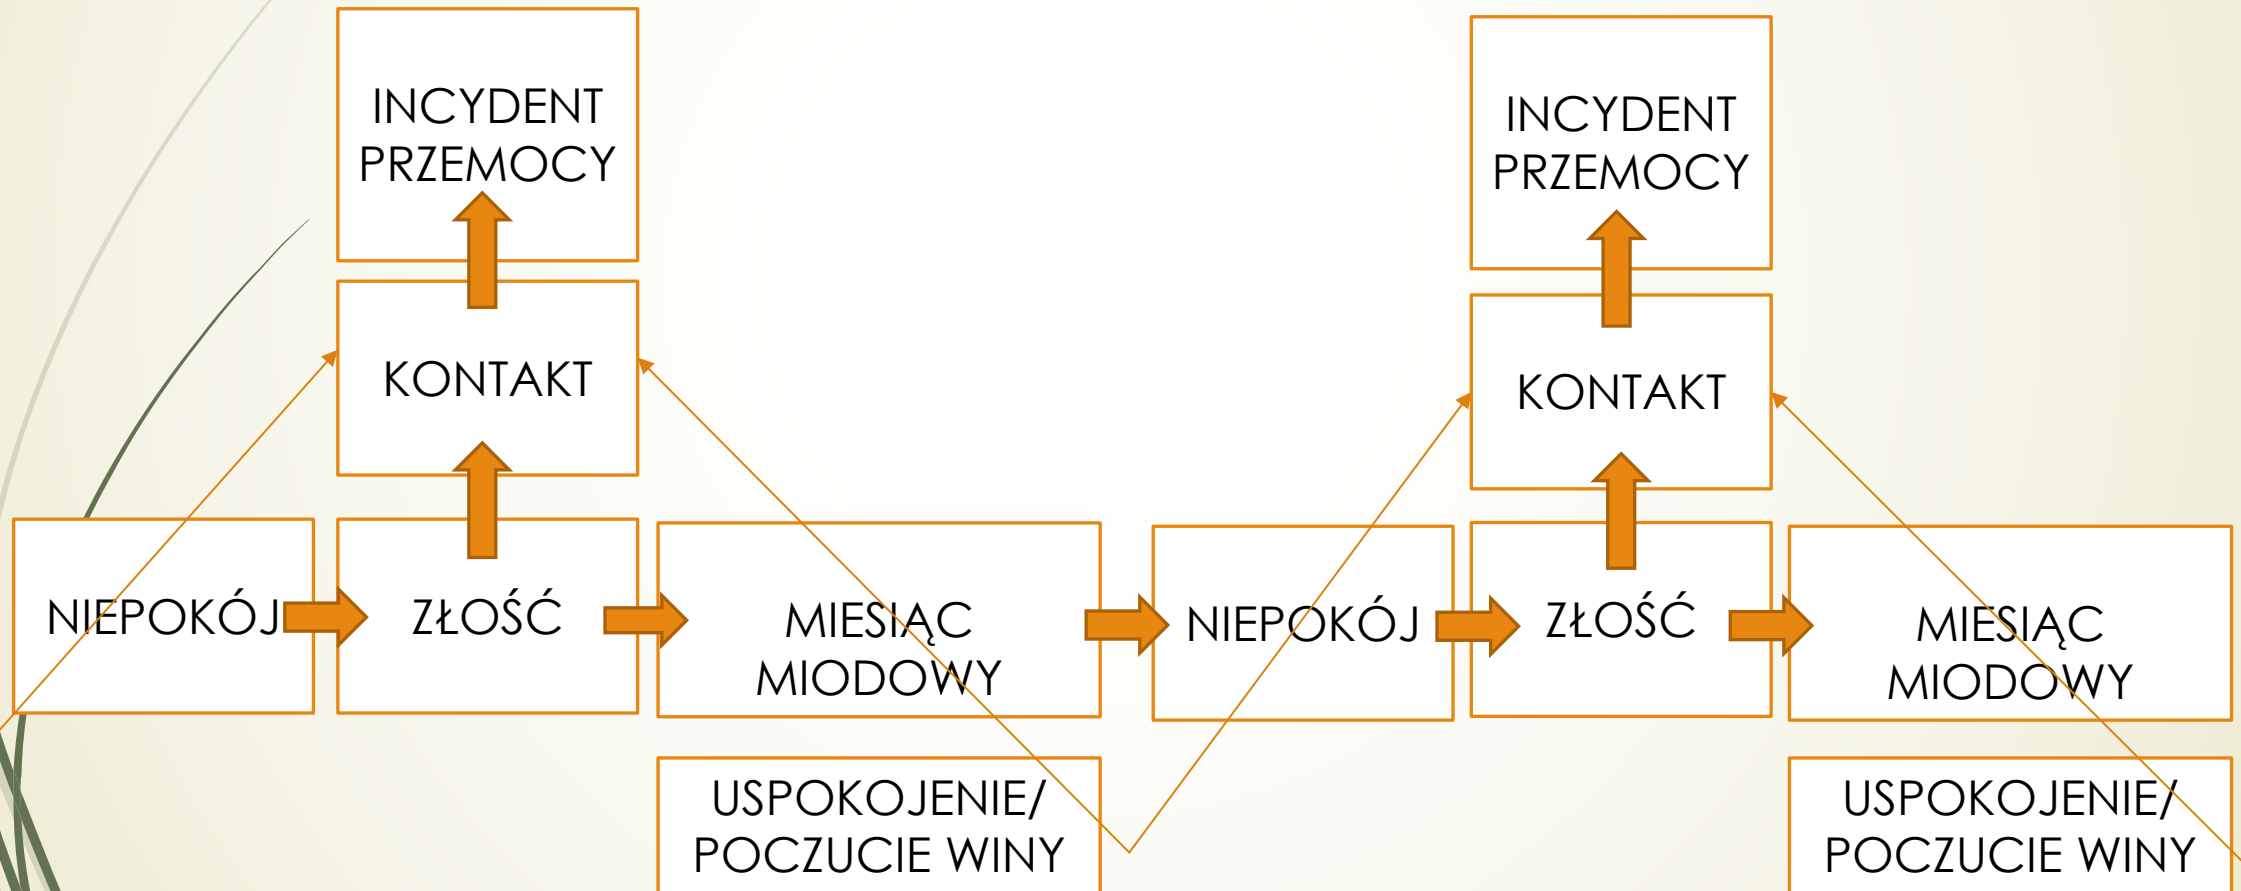 INCYDENT
PRZEMOCY
INCYDENT
PRZEMOCY
KONTAKT
KONTAKT
NIEPOKÓJ
ZŁOŚĆ
MIESIĄC
MIODOWY
NIEPOKÓJ
ZŁOŚĆ
MIESIĄC
MIODOWY
USPOKOJENIE/
POCZUCIE WINY
USPOKOJENIE/
POCZUCIE WINY